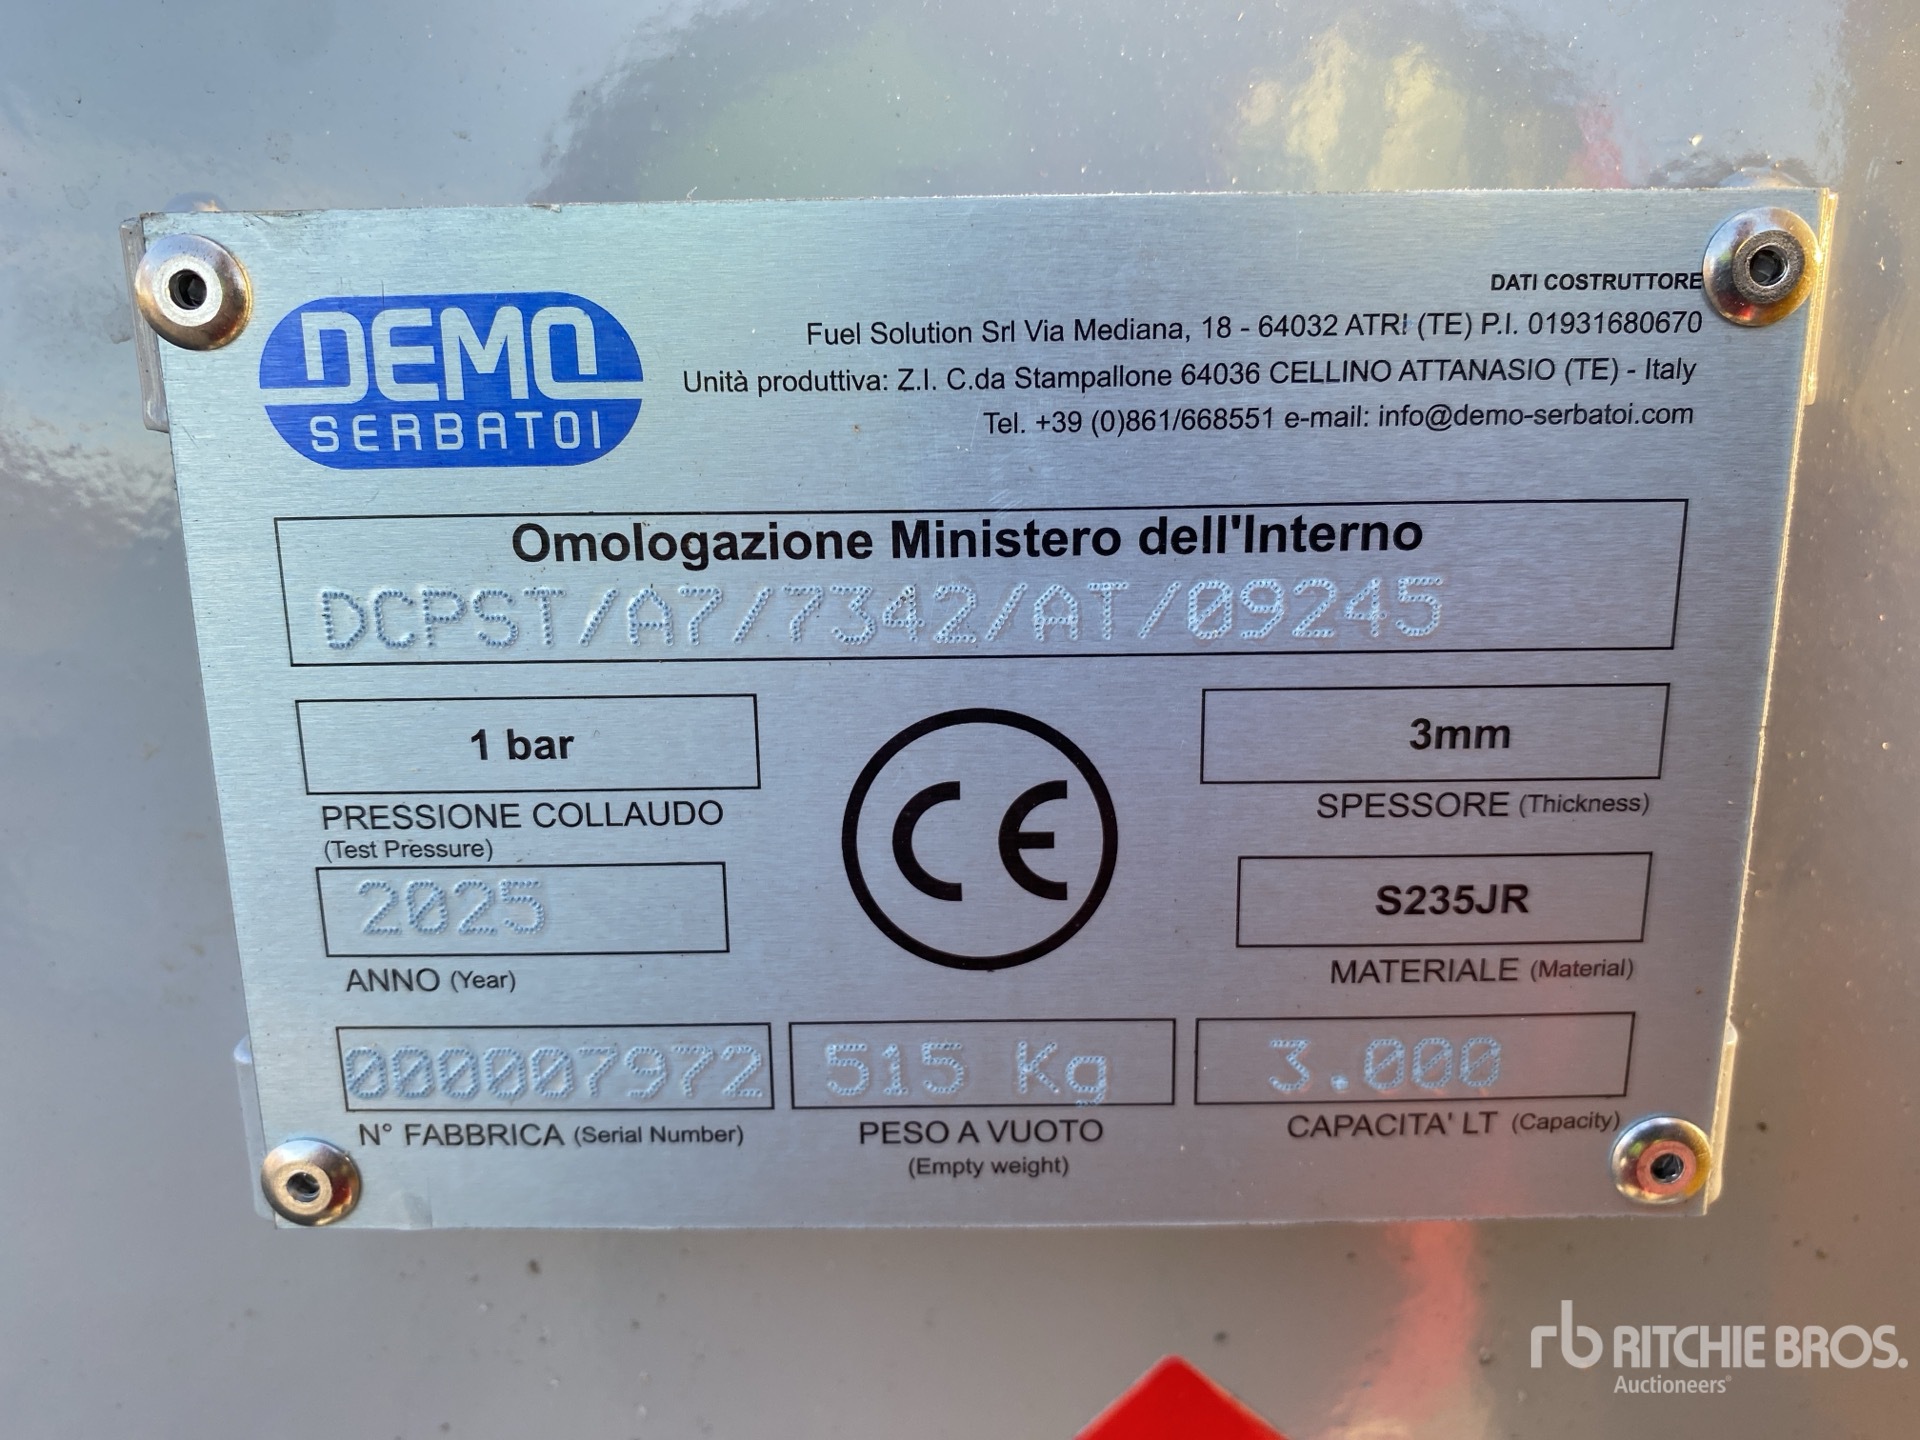 DEMO
SERBATOI
DATI COSTRUTTORE
Fuel Solution Srl Via Mediana, 18 - 64032 ATRI (TE) P.I. 01931680670
Unità produttiva: Z.I. C.da Stampallone 64036 CELLINO ATTANASIO (TE) - Italy
Tel. +39 (0)861/668551 e-mail: info@demo-serbatoi.com
Omologazione Ministero dell'Interno
DCPST/A7/7342/AT/09245
1 bar
PRESSIONE COLLAUDO
(Test Pressure)
CE
3mm
SPESSORE (Thickness)
2025
ANNO (Year)
S235JR
MATERIALE (Material)
000007972
N° FABBRICA (Serial Number)
515 Kg
PESO A VUOTO
(Empty weight)
3.000
CAPACITA' LT (Capacity)
rb RITCHIE BROS.
Auctioneers